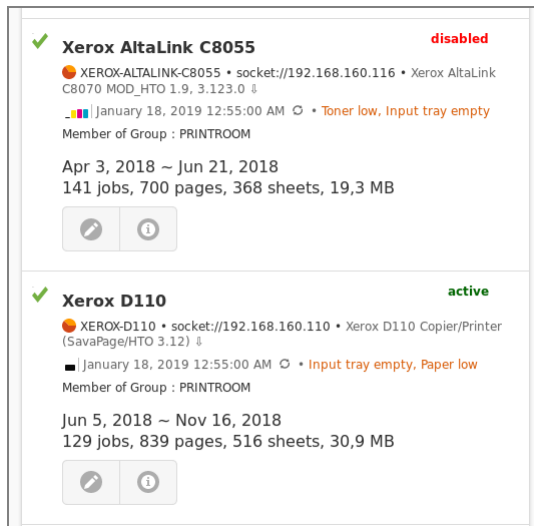 Xerox AltaLink C8055
disabled
XEROX-ALTALINK-C8055 • socket://192.168.160.116 • Xerox AltaLink
C8070 MOD_HTO 1.9, 3.123.0 ⇩
January 18, 2019 12:55:00 AM • Toner low, Input tray empty
Member of Group : PRINTROOM
Apr 3, 2018 ~ Jun 21, 2018
141 jobs, 700 pages, 368 sheets, 19,3 MB
Xerox D110
active
XEROX-D110 • socket://192.168.160.110 • Xerox D110 Copier/Printer
(SavaPage/HTO 3.12) ⇩
January 18, 2019 12:55:00 AM • Input tray empty, Paper low
Member of Group : PRINTROOM
Jun 5, 2018 ~ Nov 16, 2018
129 jobs, 839 pages, 516 sheets, 30,9 MB